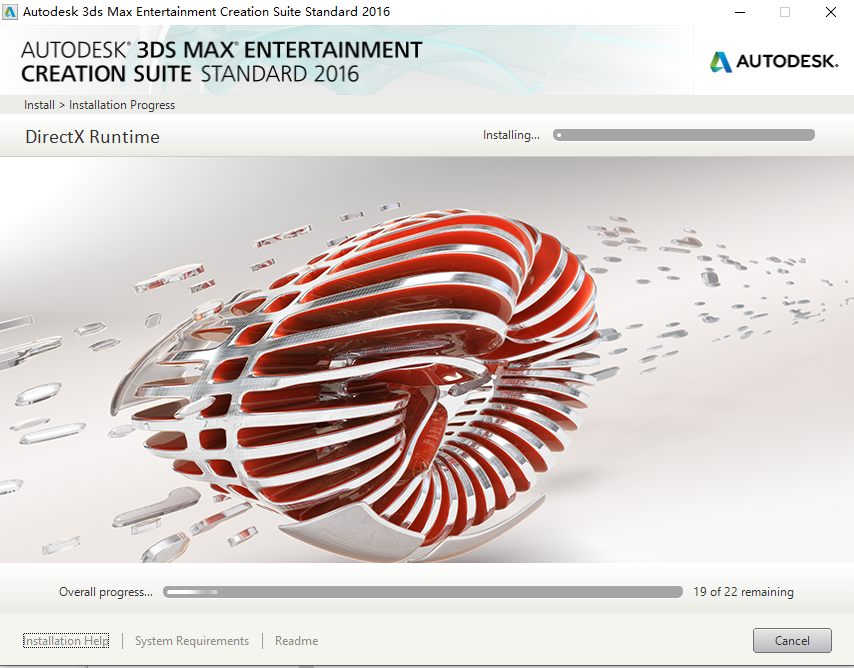 Autodesk 3ds Max Entertainment Creation Suite Standard 2016
AUTODESK® 3DS MAX® ENTERTAINMENT
CREATION SUITE STANDARD 2016
AUTODESK.
Install > Installation Progress
DirectX Runtime
Installing...
Overall progress...
19 of 22 remaining
Installation Help
System Requirements
Readme
Cancel